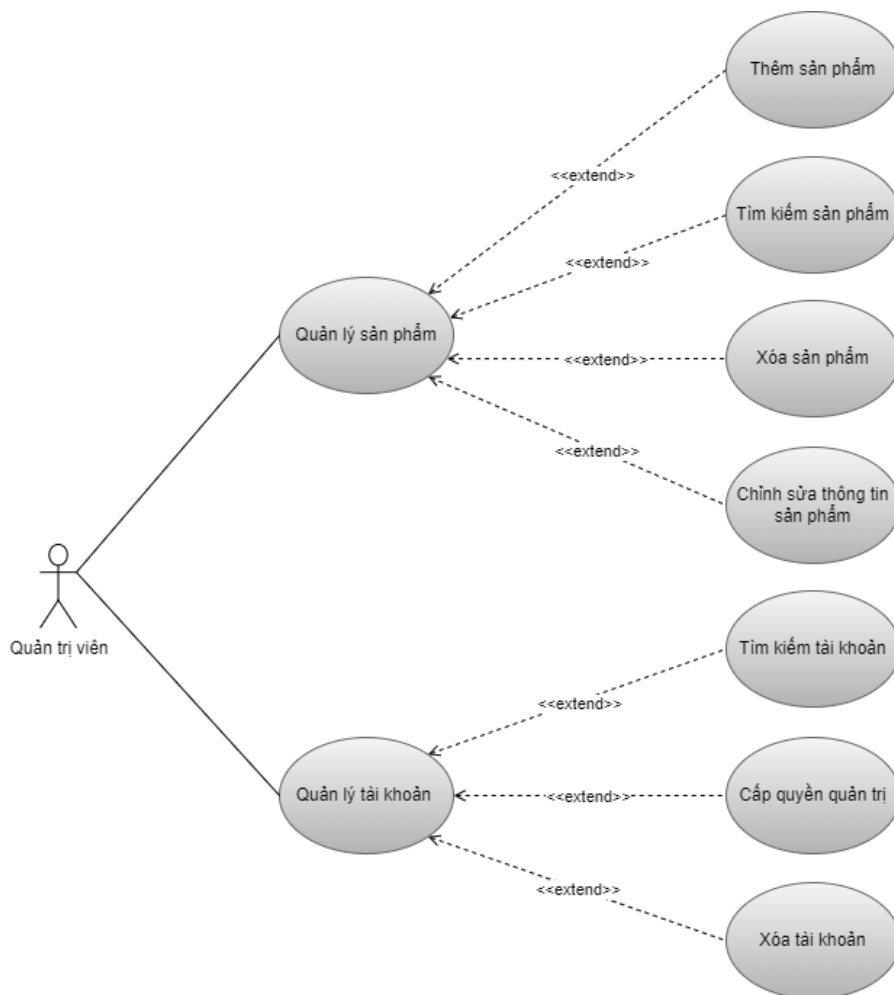 Thêm sản phẩm
<<extend>>
Tìm kiếm sản phẩm
<<extend>>
Quản lý sản phẩm
<<extend>>
Xóa sản phẩm
<<extend>>
Chỉnh sửa thông tin
sản phẩm
Quản trị viên
Tìm kiếm tài khoản
<<extend>>
Quản lý tài khoản
<<extend>>
Cấp quyền quản trị
<<extend>>
Xóa tài khoản